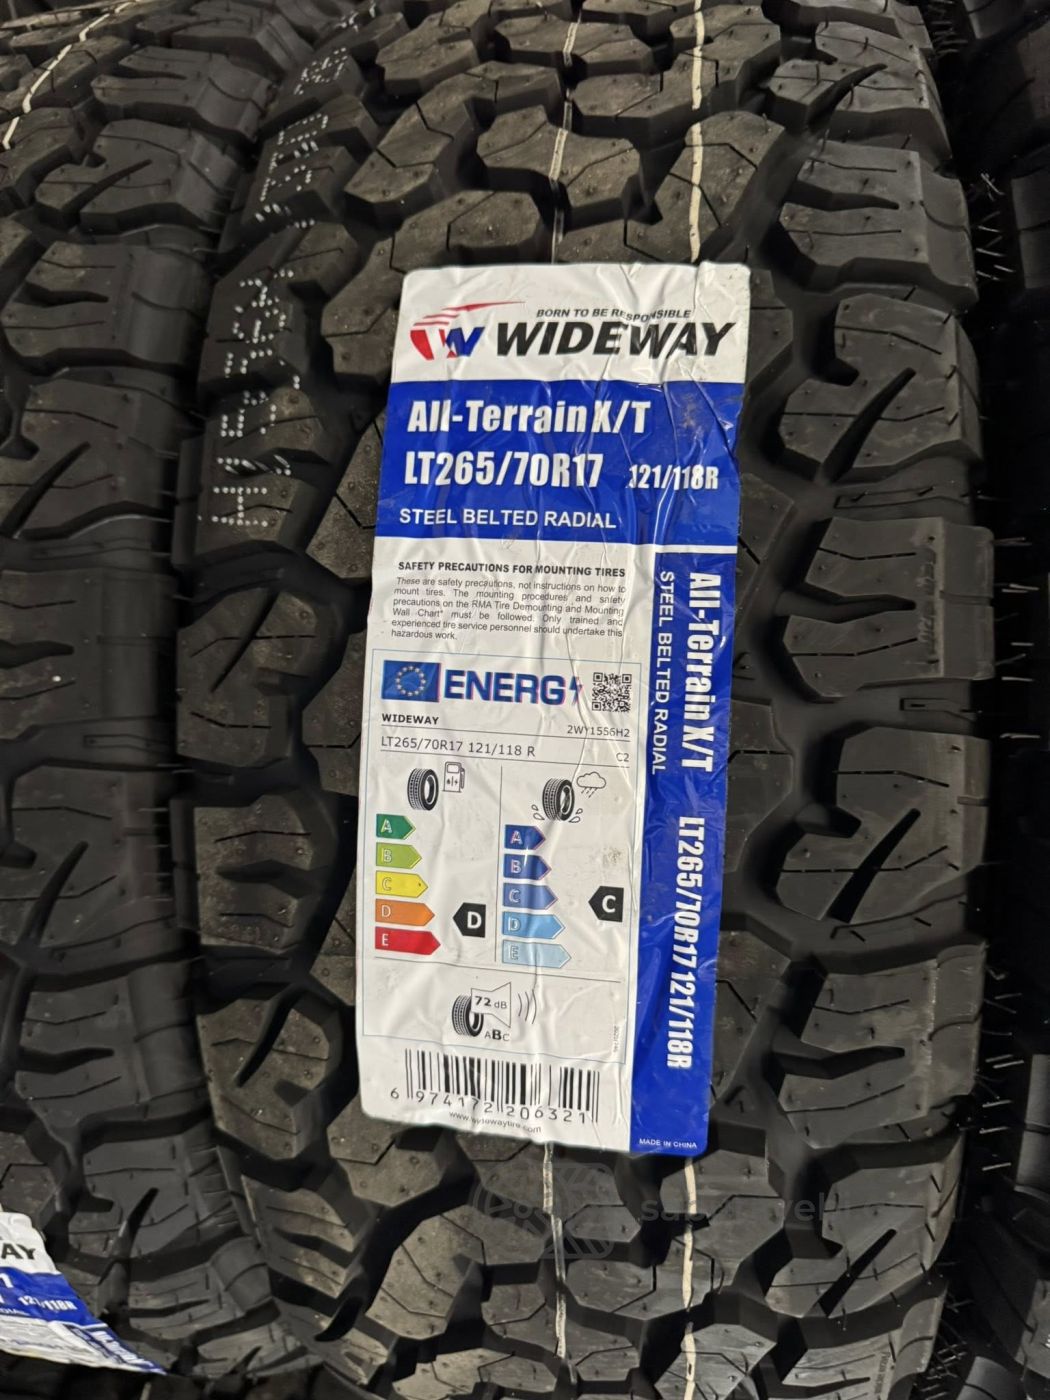 BORN TO BE RESPONSIBLE
WIDEWAY
All-Terrain X/T
LT265/70R17 121/118R
STEEL BELTED RADIAL
SAFETY PRECAUTIONS FOR MOUNTING TIRES
These are safety precautions, not instructions on how to
mount tires. The mounting procedures and safety
precautions on the RMA Tire Demounting and Mounting
Wall Chart* must be followed. Only trained and
experienced tire service personnel should undertake this
hazardous work.
ENERG
WIDEWAY 2WY1556H2
LT265/70R17 121/118 R C2
A
B
C
D
E
D
A
B
C
D
E
C
72 dB
ABC
6 974172 206321
www.widewaytire.com
All-Terrain X/T LT265/70R17 121/118R
STEEL BELTED RADIAL
MADE IN CHINA
WAY
121/118R